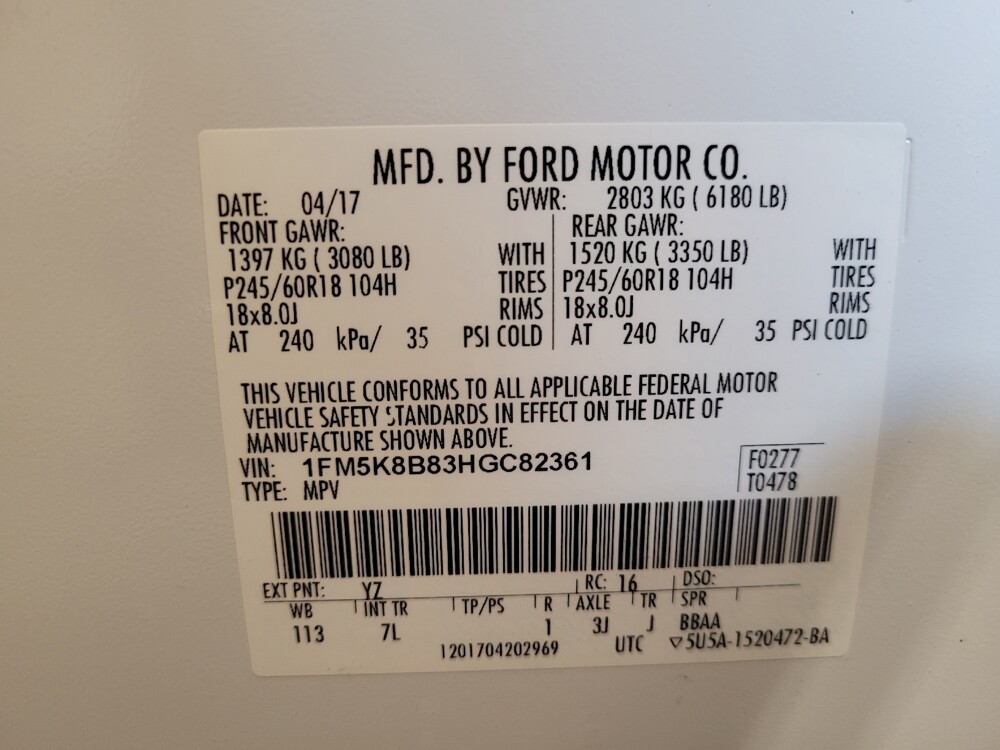 MFD. BY FORD MOTOR CO.
DATE: 04/17 GVWR: 2803 KG ( 6180 LB)
FRONT GAWR: REAR GAWR:
1397 KG ( 3080 LB) WITH 1520 KG ( 3350 LB) WITH
P245/60R18 104H TIRES P245/60R18 104H TIRES
18x8.0J RIMS 18x8.0J RIMS
AT 240 kPa/ 35 PSI COLD AT 240 kPa/ 35 PSI COLD
THIS VEHICLE CONFORMS TO ALL APPLICABLE FEDERAL MOTOR
VEHICLE SAFETY STANDARDS IN EFFECT ON THE DATE OF
MANUFACTURE SHOWN ABOVE.
VIN: 1FM5K8B83HGC82361 F0277
TYPE: MPV T0478
EXT PNT: YZ RC: 16 DSO:
WB INT TR TP/PS R AXLE TR SPR
113 7L 1 3J J BBAA
1201704202969 UTC ▽5U5A-1520472-BA